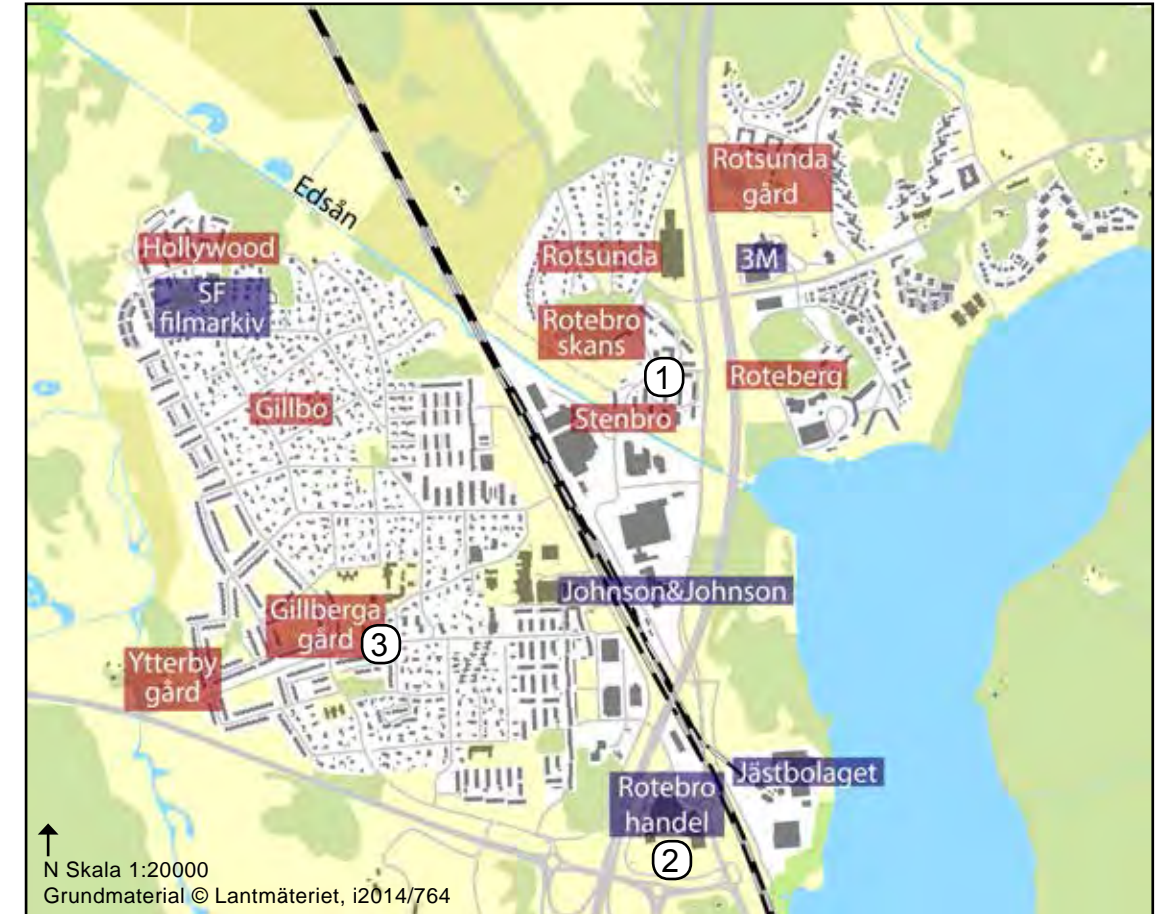 Edsån
Rotsunda
gård
Hollywood
Rotsunda
3M
SF
filmarkiv
Rotebro
skans
1
Roteberg
Gillbo
Stenbro
Johnson&Johnson
Gillberga
gård
3
Ytterby
gård
Jästbolaget
Rotebro
handel
2
N Skala 1:20000
Grundmaterial © Lantmäteriet, i2014/764